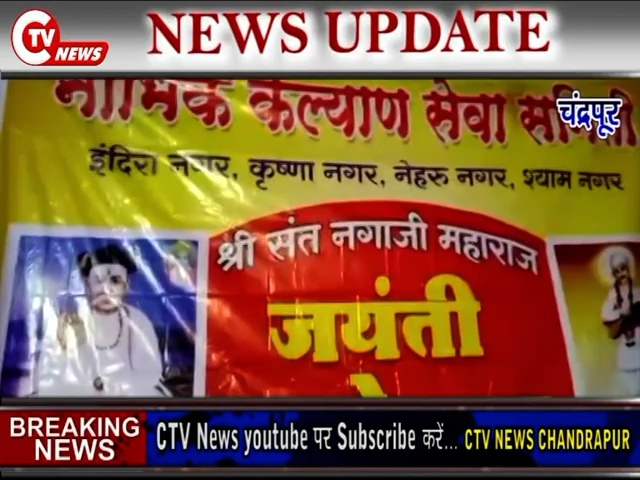 CTV NEWS
NEWS UPDATE
नाभिक कल्याण सेवा समिती
चंद्रपूर
इंदिरा नगर, कृष्णा नगर, नेहरु नगर, श्याम नगर
श्री संत नगाजी महाराज
जयंती
BREAKING NEWS
CTV News youtube पर Subscribe करें... CTV NEWS CHANDRAPUR